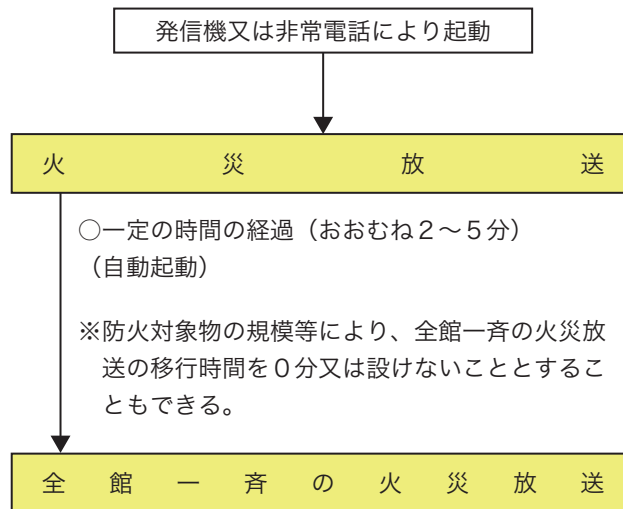 発信機又は非常電話により起動
火災放送
○一定の時間の経過（おおむね２～５分）
（自動起動）
※防火対象物の規模等により、全館一斉の火災放
送の移行時間を０分又は設けないこととするこ
ともできる。
全館一斉の火災放送